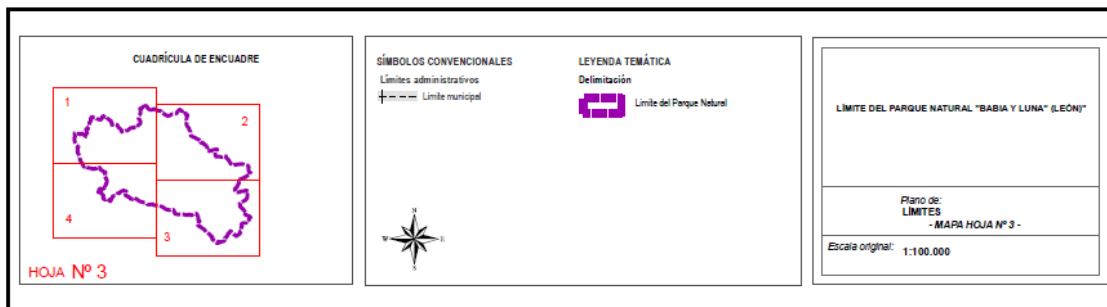 CUADRÍCULA DE ENCUADRE
1
2
4
3
HOJA Nº 3
SÍMBOLOS CONVENCIONALES
Límites administrativos
Limite municipal
LEYENDA TEMÁTICA
Delimitación
Limite del Parque Natural
N
W
E
S
LÍMITE DEL PARQUE NATURAL "BABIA Y LUNA" (LEÓN)"
Plano de:
LÍMITES
- MAPA HOJA Nº 3 -
Escala original: 1:100.000